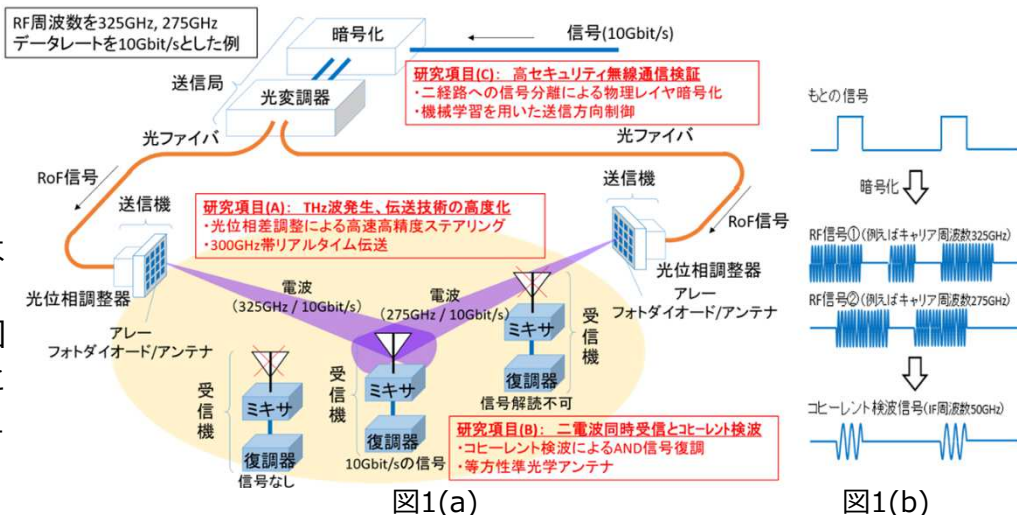 RF周波数を325GHz, 275GHz
データレートを10Gbit/sとした例
送信局
暗号化
信号(10Gbit/s)
光変調器
研究項目(C): 高セキュリティ無線通信検証
・二経路への信号分離による物理レイヤ暗号化
・機械学習を用いた送信方向制御
光ファイバ
光ファイバ
RoF信号
送信機
研究項目(A): THz波発生、伝送技術の高度化
・光位相差調整による高速高精度ステアリング
・300GHz帯リアルタイム伝送
送信機
RoF信号
光位相調整器
アレー
フォトダイオード/アンテナ
電波
(325GHz / 10Gbit/s)
電波
(275GHz / 10Gbit/s)
光位相調整器
アレー
フォトダイオード/アンテナ
受信機
ミキサ
復調器
信号なし
受信機
ミキサ
復調器
10Gbit/sの信号
ミキサ
復調器
受信機
信号解読不可
研究項目(B): 二電波同時受信とコヒーレント検波
・コヒーレント検波によるAND信号復調
・等方性準光学アンテナ
図1(a)
もとの信号
暗号化
RF信号①(例えばキャリア周波数325GHz)
RF信号②(例えばキャリア周波数275GHz)
コヒーレント検波信号(IF周波数50GHz)
図1(b)